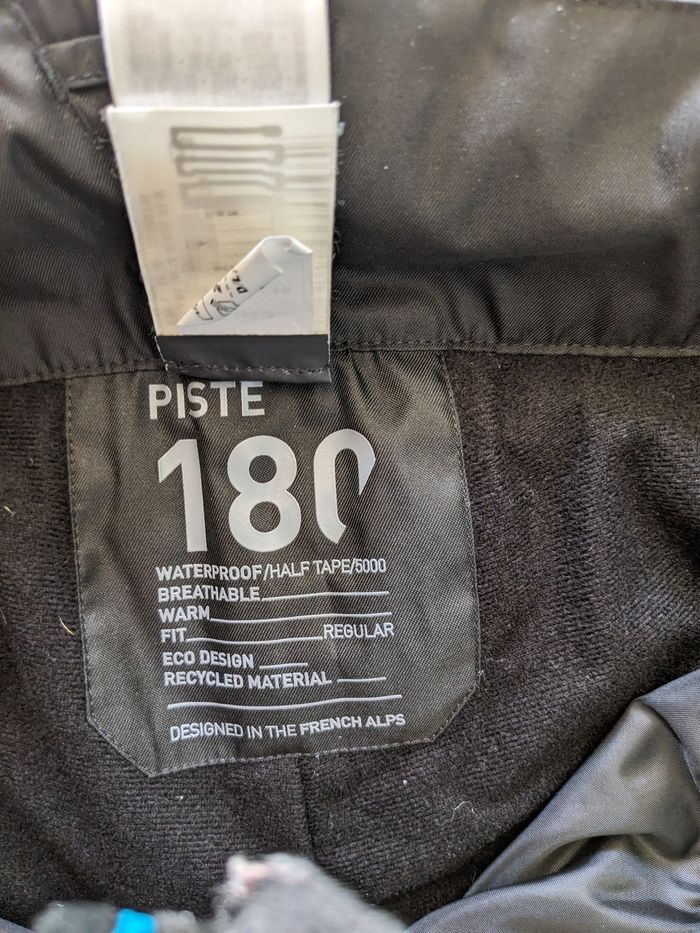 PISTE
180
WATERPROOF/HALF TAPE/5000
BREATHABLE
WARM
FIT REGULAR
ECO DESIGN
RECYCLED MATERIAL
DESIGNED IN THE FRENCH ALPS